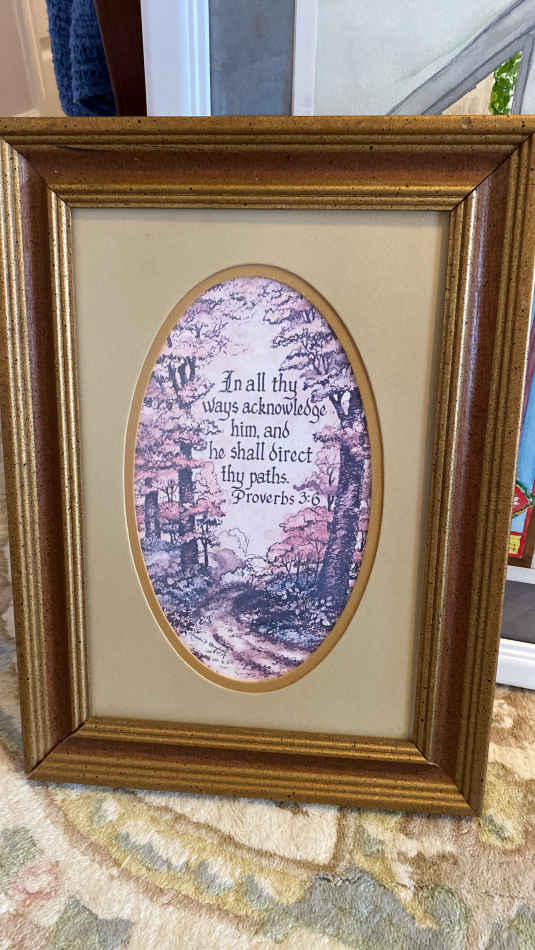 In all thy
ways acknowledge
him, and
he shall direct
thy paths.
Proverbs 3:6